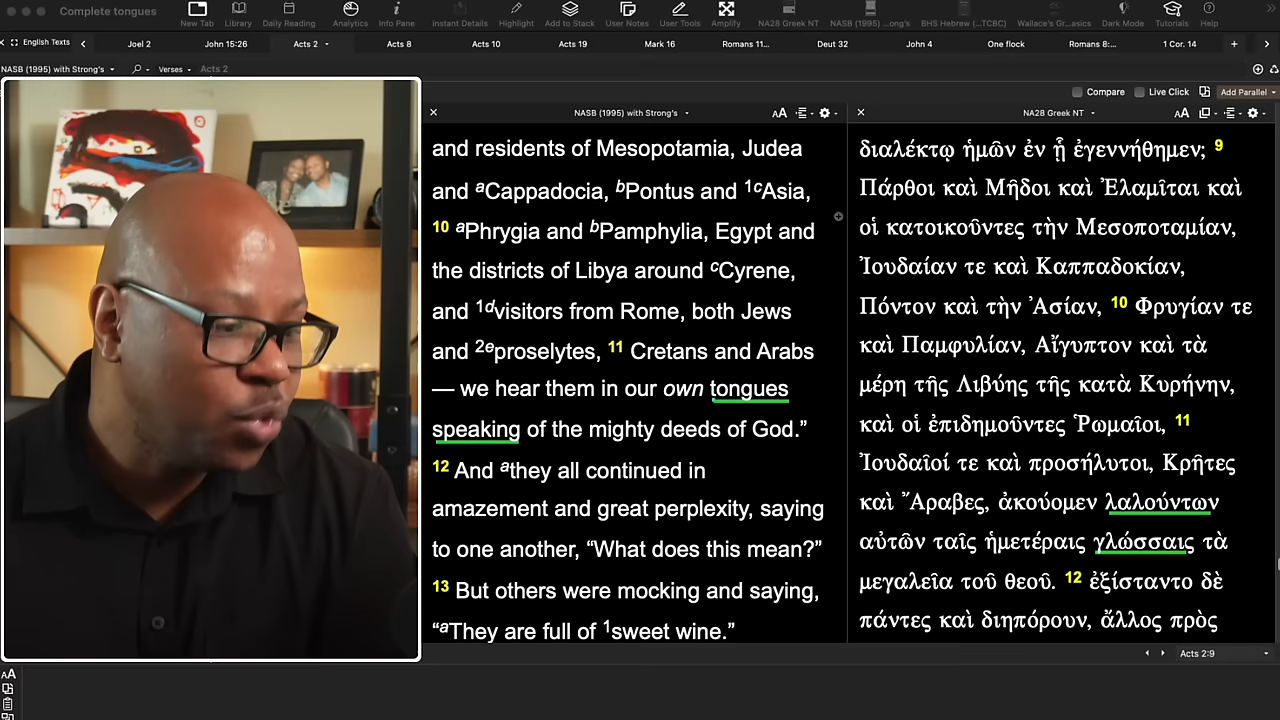 Complete tongues
New Tab
Library
Daily Reading
Analytics
Info Pane
Instant Details
Highlight
Add to Stack
User Notes
User Tools
Amplify
NA28 Greek NT
NASB (1995) ...ong's
BHS Hebrew (...TCBC)
Wallace's Gr...asics
Dark Mode
Tutorials
Help
English Texts
Joel 2
John 15:26
Acts 2
Acts 8
Acts 10
Acts 19
Mark 16
Romans 11...
Deut 32
John 4
One flock
Romans 8:...
1 Cor. 14
NASB (1995) with Strong's
Verses
Acts 2
Compare
Live Click
Add Parallel
NASB (1995) with Strong's
and residents of Mesopotamia, Judea
and aCappadocia, bPontus and 1cAsia,
10 aPhrygia and bPamphylia, Egypt and
the districts of Libya around cCyrene,
and 1dvisitors from Rome, both Jews
and 2eproselytes, 11 Cretans and Arabs
— we hear them in our own tongues
speaking of the mighty deeds of God.”
12 And athey all continued in
amazement and great perplexity, saying
to one another, “What does this mean?”
13 But others were mocking and saying,
“aThey are full of 1sweet wine.”
NA28 Greek NT
διαλέκτῳ ἡμῶν ἐν ᾗ ἐγεννήθημεν; 9
Πάρθοι καὶ Μῆδοι καὶ Ἐλαμῖται καὶ
οἱ κατοικοῦντες τὴν Μεσοποταμίαν,
Ἰουδαίαν τε καὶ Καππαδοκίαν,
Πόντον καὶ τὴν Ἀσίαν, 10 Φρυγίαν τε
καὶ Παμφυλίαν, Αἴγυπτον καὶ τὰ
μέρη τῆς Λιβύης τῆς κατὰ Κυρήνην,
καὶ οἱ ἐπιδημοῦντες Ῥωμαῖοι, 11
Ἰουδαῖοί τε καὶ προσήλυτοι, Κρῆτες
καὶ Ἄραβες, ἀκούομεν λαλούντων
αὐτῶν ταῖς ἡμετέραις γλώσσαις τὰ
μεγαλεῖα τοῦ θεοῦ. 12 ἐξίσταντο δὲ
πάντες καὶ διηπόρουν, ἄλλος πρὸς
Acts 2:9